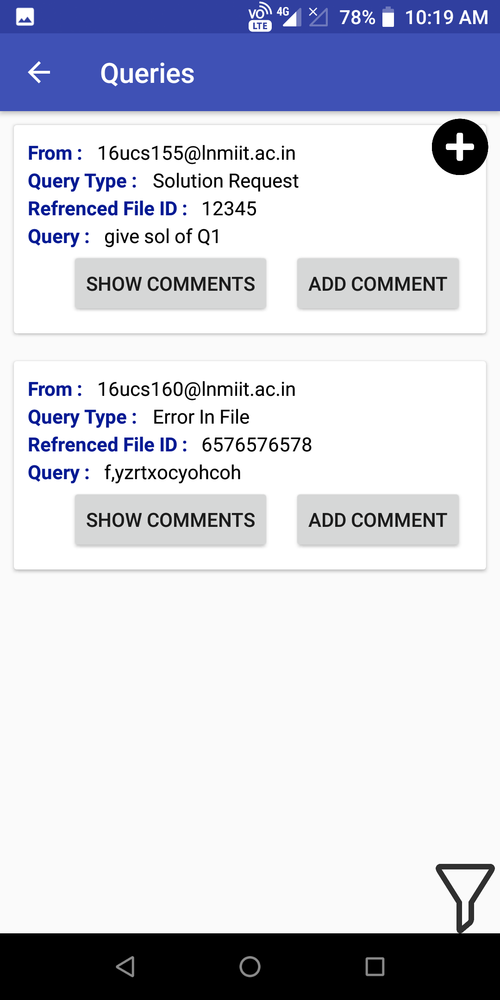 VO LTE 4G 78% 10:19 AM
Queries
From : 16ucs155@lnmiit.ac.in
Query Type : Solution Request
Refrenced File ID : 12345
Query : give sol of Q1
SHOW COMMENTS ADD COMMENT
From : 16ucs160@lnmiit.ac.in
Query Type : Error In File
Refrenced File ID : 6576576578
Query : f,yzrtxocyohcoh
SHOW COMMENTS ADD COMMENT